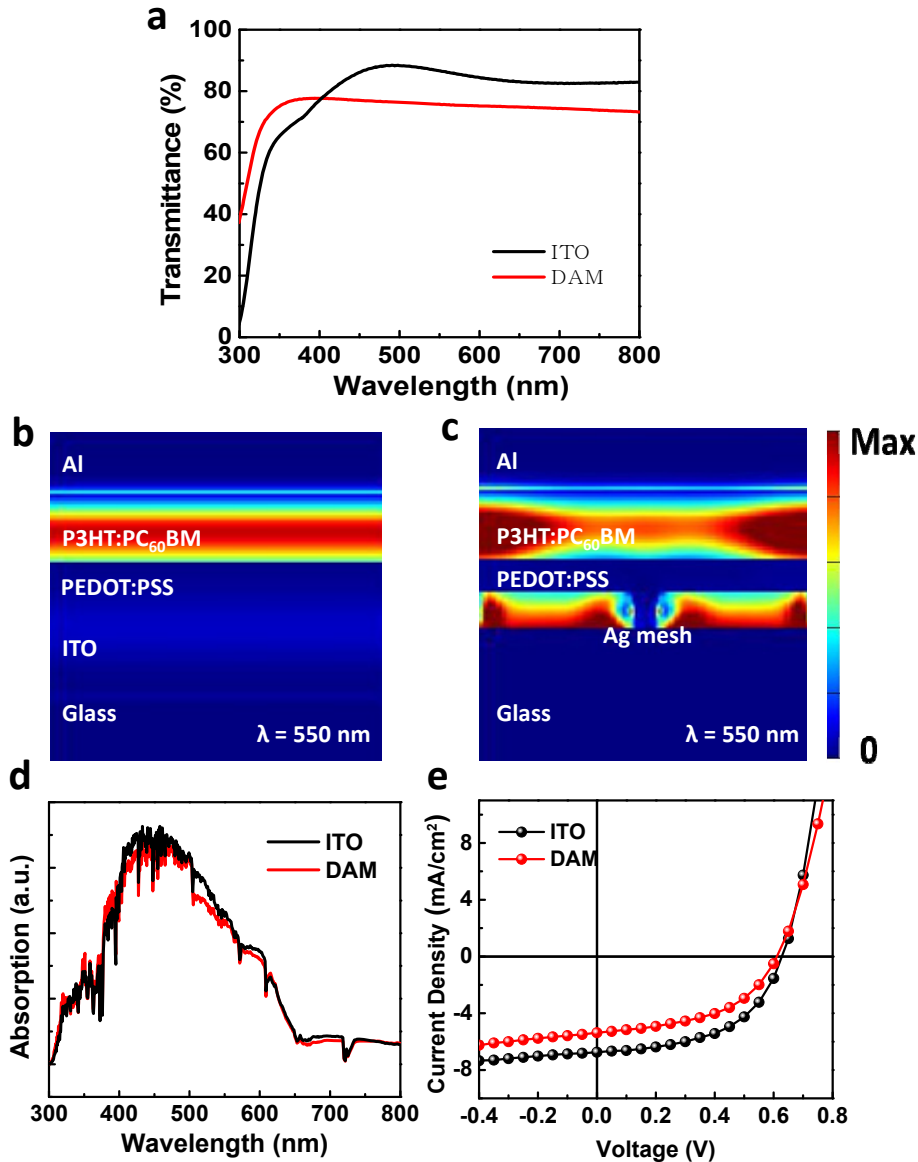 a
100
80
60
40
20
0
Transmittance (%)
ITO
DAM
300 400 500 600 700 800
Wavelength (nm)
b
Al
P3HT:PC60BM
PEDOT:PSS
ITO
Glass
λ = 550 nm
c
Al
P3HT:PC60BM
PEDOT:PSS
Ag mesh
Glass
λ = 550 nm
Max
0
d
Absorption (a.u.)
ITO
DAM
300 400 500 600 700 800
Wavelength (nm)
e
Current Density (mA/cm²)
8
4
0
-4
-8
ITO
DAM
-0.4 -0.2 0.0 0.2 0.4 0.6 0.8
Voltage (V)